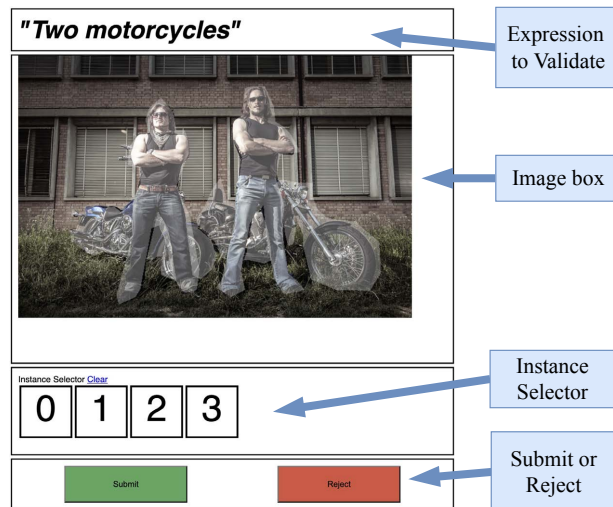 "Two motorcycles"
Expression
to Validate
Image box
Instance Selector Clear
0 1 2 3
Instance
Selector
Submit
Reject
Submit or
Reject